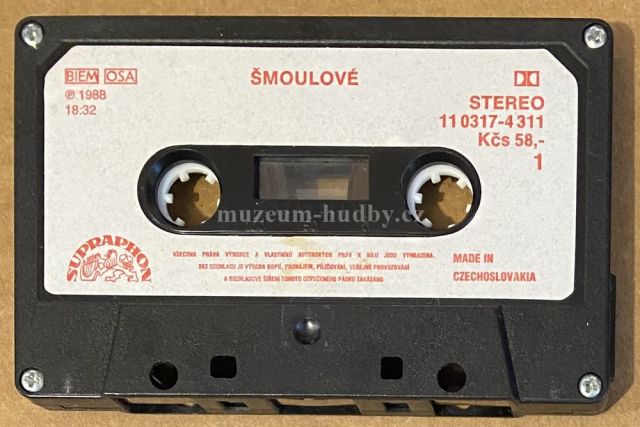 BIEM OSA
ŠMOULOVÉ
℗ 1988
18:32
STEREO
11 0317-4 311
Kčs 58,-
1
muzeum-hudby.cz
SUPRAPHON
VŠECHNA PRÁVA VÝROBCE A VLASTNÍKŮ AUTORSKÝCH PRÁV K DÍLU JSOU VYHRAZENA.
BEZ SOUHLASU JE VÝROBA KOPIÍ, PRONÁJEM, PŮJČOVÁNÍ, VEŘEJNÉ PROVOZOVÁNÍ
A ROZHLASOVÉ ŠÍŘENÍ TOHOTO OZVUČENÉHO PÁSKU ZAKÁZÁNO.
MADE IN
CZECHOSLOVAKIA